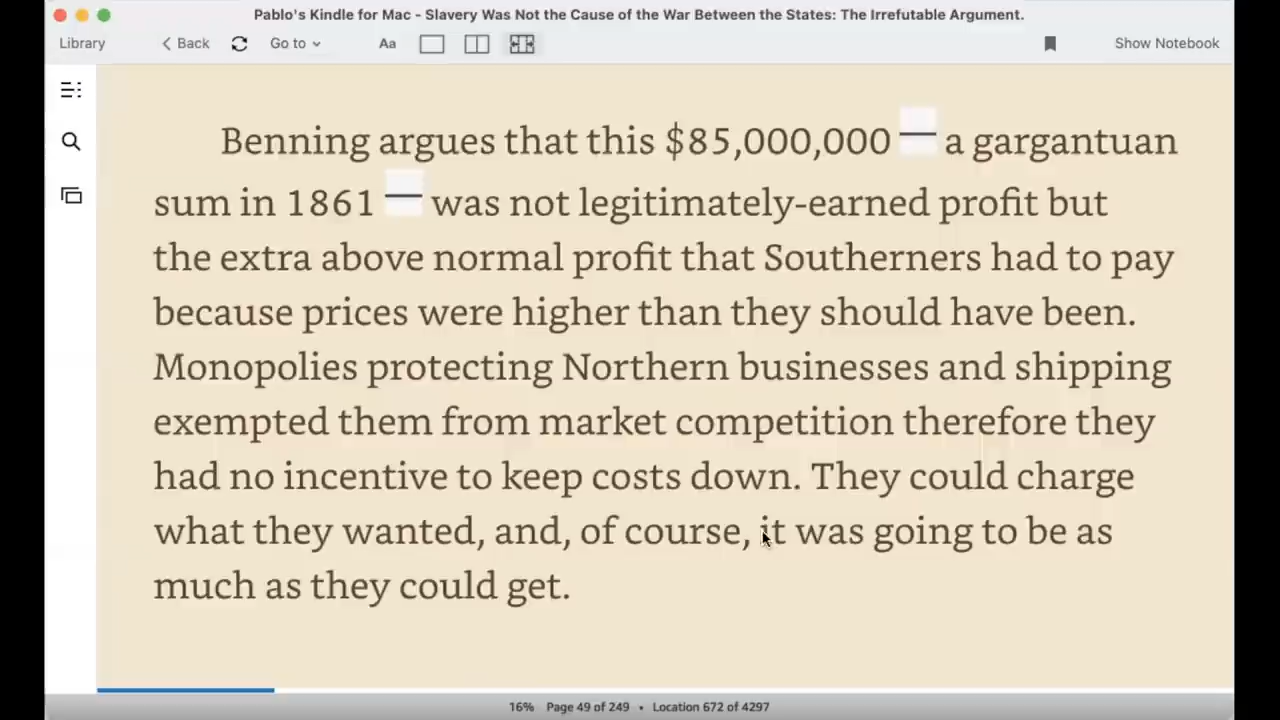 Pablo's Kindle for Mac - Slavery Was Not the Cause of the War Between the States: The Irrefutable Argument.
Library Back Go to Aa Show Notebook
Benning argues that this $85,000,000 — a gargantuan
sum in 1861 — was not legitimately-earned profit but
the extra above normal profit that Southerners had to pay
because prices were higher than they should have been.
Monopolies protecting Northern businesses and shipping
exempted them from market competition therefore they
had no incentive to keep costs down. They could charge
what they wanted, and, of course, it was going to be as
much as they could get.
16% Page 49 of 249 • Location 672 of 4297